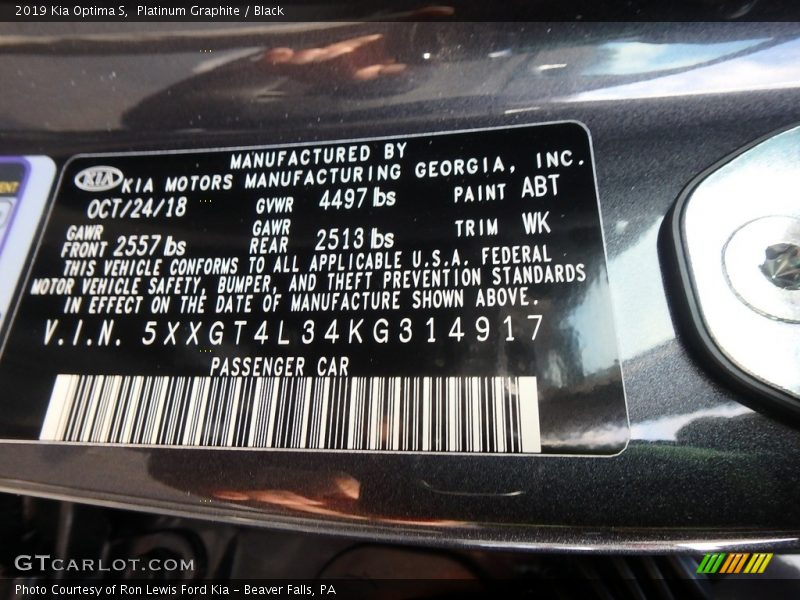 2019 Kia Optima S,  Platinum Graphite / Black
MANUFACTURED BY
KIA KIA MOTORS MANUFACTURING GEORGIA, INC.
OCT/24/18 GVWR 4497 lbs PAINT ABT
GAWR FRONT 2557 lbs GAWR REAR 2513 lbs TRIM WK
THIS VEHICLE CONFORMS TO ALL APPLICABLE U.S.A. FEDERAL
MOTOR VEHICLE SAFETY, BUMPER, AND THEFT PREVENTION STANDARDS
IN EFFECT ON THE DATE OF MANUFACTURE SHOWN ABOVE.
V.I.N. 5XXGT4L34KG314917
PASSENGER CAR
GTCARLOT.COM
Photo Courtesy of Ron Lewis Ford Kia – Beaver Falls, PA